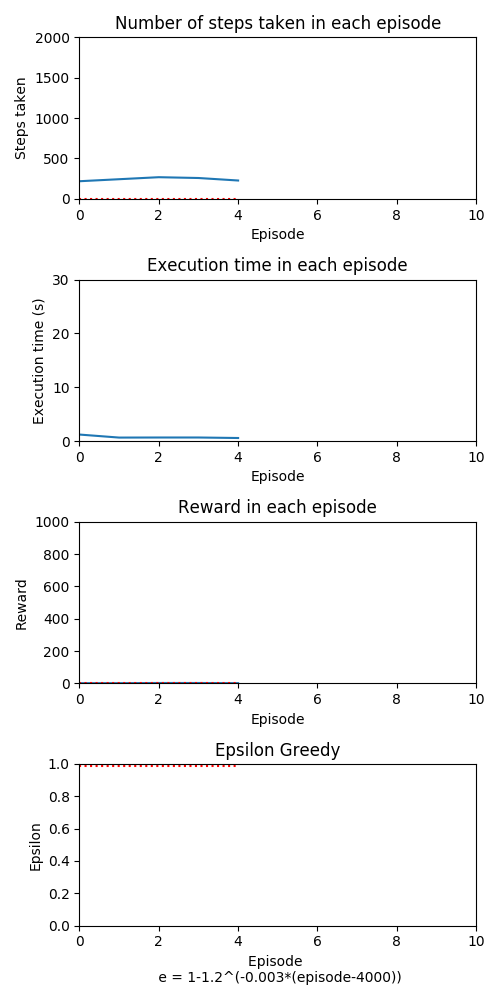 Number of steps taken in each episode
2000
1500
1000
500
0
Steps taken
0 2 4 6 8 10
Episode
Execution time in each episode
30
20
10
0
Execution time (s)
0 2 4 6 8 10
Episode
Reward in each episode
1000
800
600
400
200
0
Reward
0 2 4 6 8 10
Episode
Epsilon Greedy
1.0
0.8
0.6
0.4
0.2
0.0
Epsilon
0 2 4 6 8 10
Episode
e = 1-1.2^(-0.003*(episode-4000))